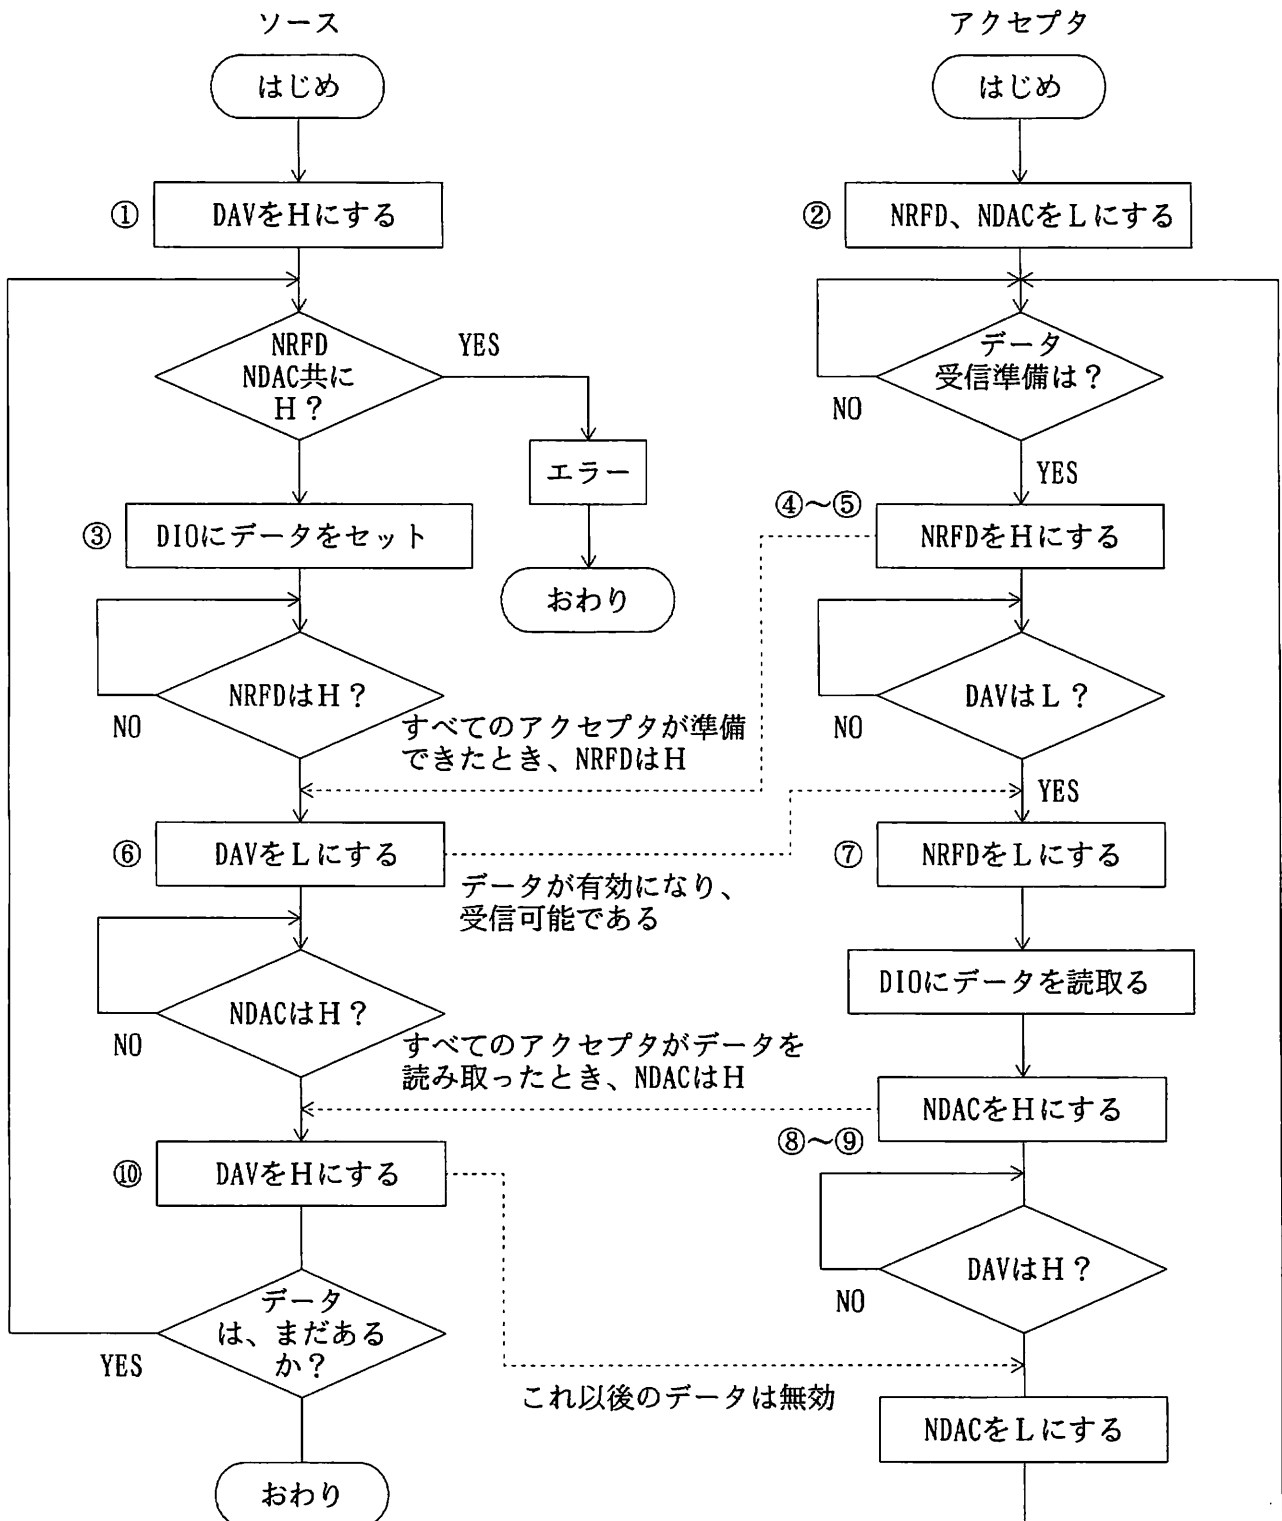 ソース
はじめ
① DAVをHにする
NRFD
NDAC共に
H？
YES
エラー
おわり
③ DIOにデータをセット
NRFDはH？
NO
すべてのアクセプタが準備
できたとき、NRFDはH
⑥ DAVをLにする
データが有効になり、
受信可能である
NDACはH？
NO
すべてのアクセプタがデータを
読み取ったとき、NDACはH
⑩ DAVをHにする
データ
は、まだある
か？
YES
これ以後のデータは無効
おわり
アクセプタ
はじめ
② NRFD、NDACをLにする
データ
受信準備は？
NO
YES
④～⑤
NRFDをHにする
DAVはL？
NO
YES
⑦ NRFDをLにする
DIOにデータを読取る
NDACをHにする
⑧～⑨
DAVはH？
NO
NDACをLにする